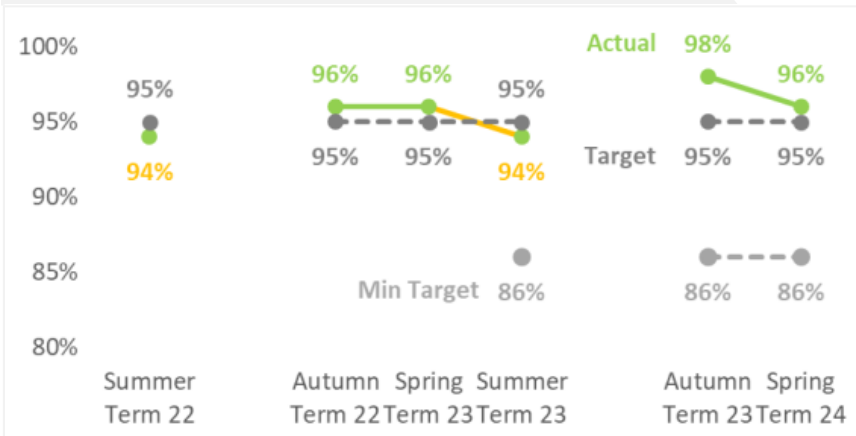 100%
95%
90%
85%
80%
95%
94%
96% 96%
95% 95%
95%
94%
Actual 98%
96%
Target 95% 95%
Min Target 86%
86% 86%
Summer Autumn Spring Summer Autumn Spring
Term 22 Term 22 Term 23 Term 23 Term 23 Term 24